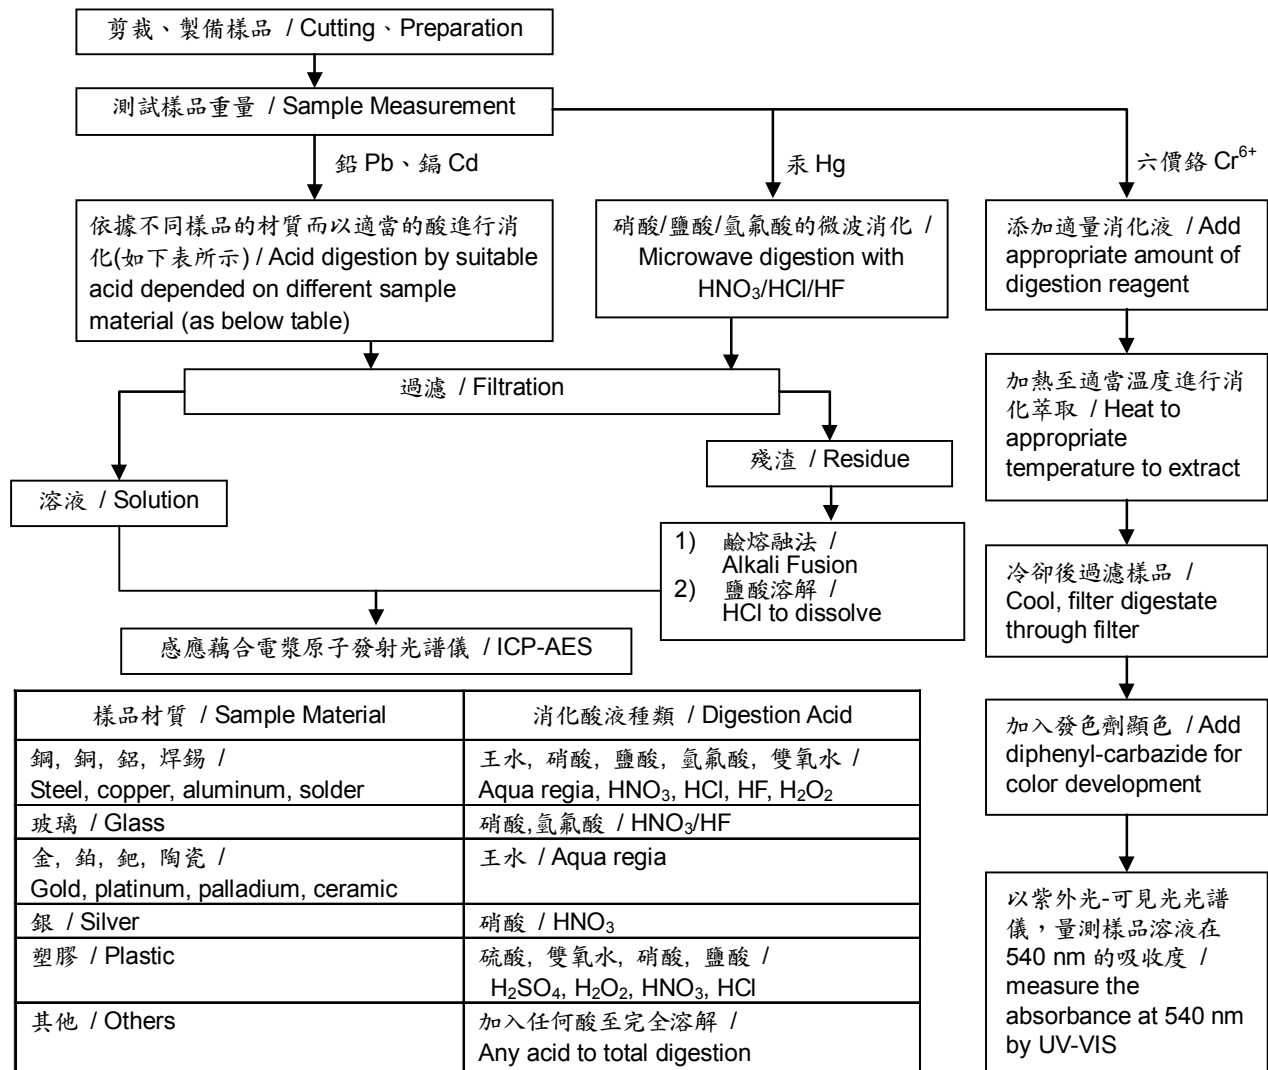 剪裁、製備樣品 / Cutting、Preparation
測試樣品重量 / Sample Measurement
鉛 Pb、鎘 Cd
汞 Hg
六價鉻 Cr6+
依據不同樣品的材質而以適當的酸進行消
化(如下表所示) / Acid digestion by suitable
acid depended on different sample
material (as below table)
硝酸/鹽酸/氫氟酸的微波消化 /
Microwave digestion with
HNO3/HCl/HF
添加適量消化液 / Add
appropriate amount of
digestion reagent
過濾 / Filtration
加熱至適當溫度進行消
化萃取 / Heat to
appropriate
temperature to extract
溶液 / Solution
殘渣 / Residue
1) 鹼熔融法 /
Alkali Fusion
2) 鹽酸溶解 /
HCl to dissolve
冷卻後過濾樣品 /
Cool, filter digestate
through filter
感應藕合電漿原子發射光譜儀 / ICP-AES
加入發色劑顯色 / Add
diphenyl-carbazide for
color development
以紫外光-可見光光譜
儀，量測樣品溶液在
540 nm 的吸收度 /
measure the
absorbance at 540 nm
by UV-VIS
樣品材質 / Sample Material
消化酸液種類 / Digestion Acid
鋼, 銅, 鋁, 焊錫 /
Steel, copper, aluminum, solder
王水, 硝酸, 鹽酸, 氫氟酸, 雙氧水 /
Aqua regia, HNO3, HCl, HF, H2O2
玻璃 / Glass
硝酸,氫氟酸 / HNO3/HF
金, 鉑, 鈀, 陶瓷 /
Gold, platinum, palladium, ceramic
王水 / Aqua regia
銀 / Silver
硝酸 / HNO3
塑膠 / Plastic
硫酸, 雙氧水, 硝酸, 鹽酸 /
H2SO4, H2O2, HNO3, HCl
其他 / Others
加入任何酸至完全溶解 /
Any acid to total digestion